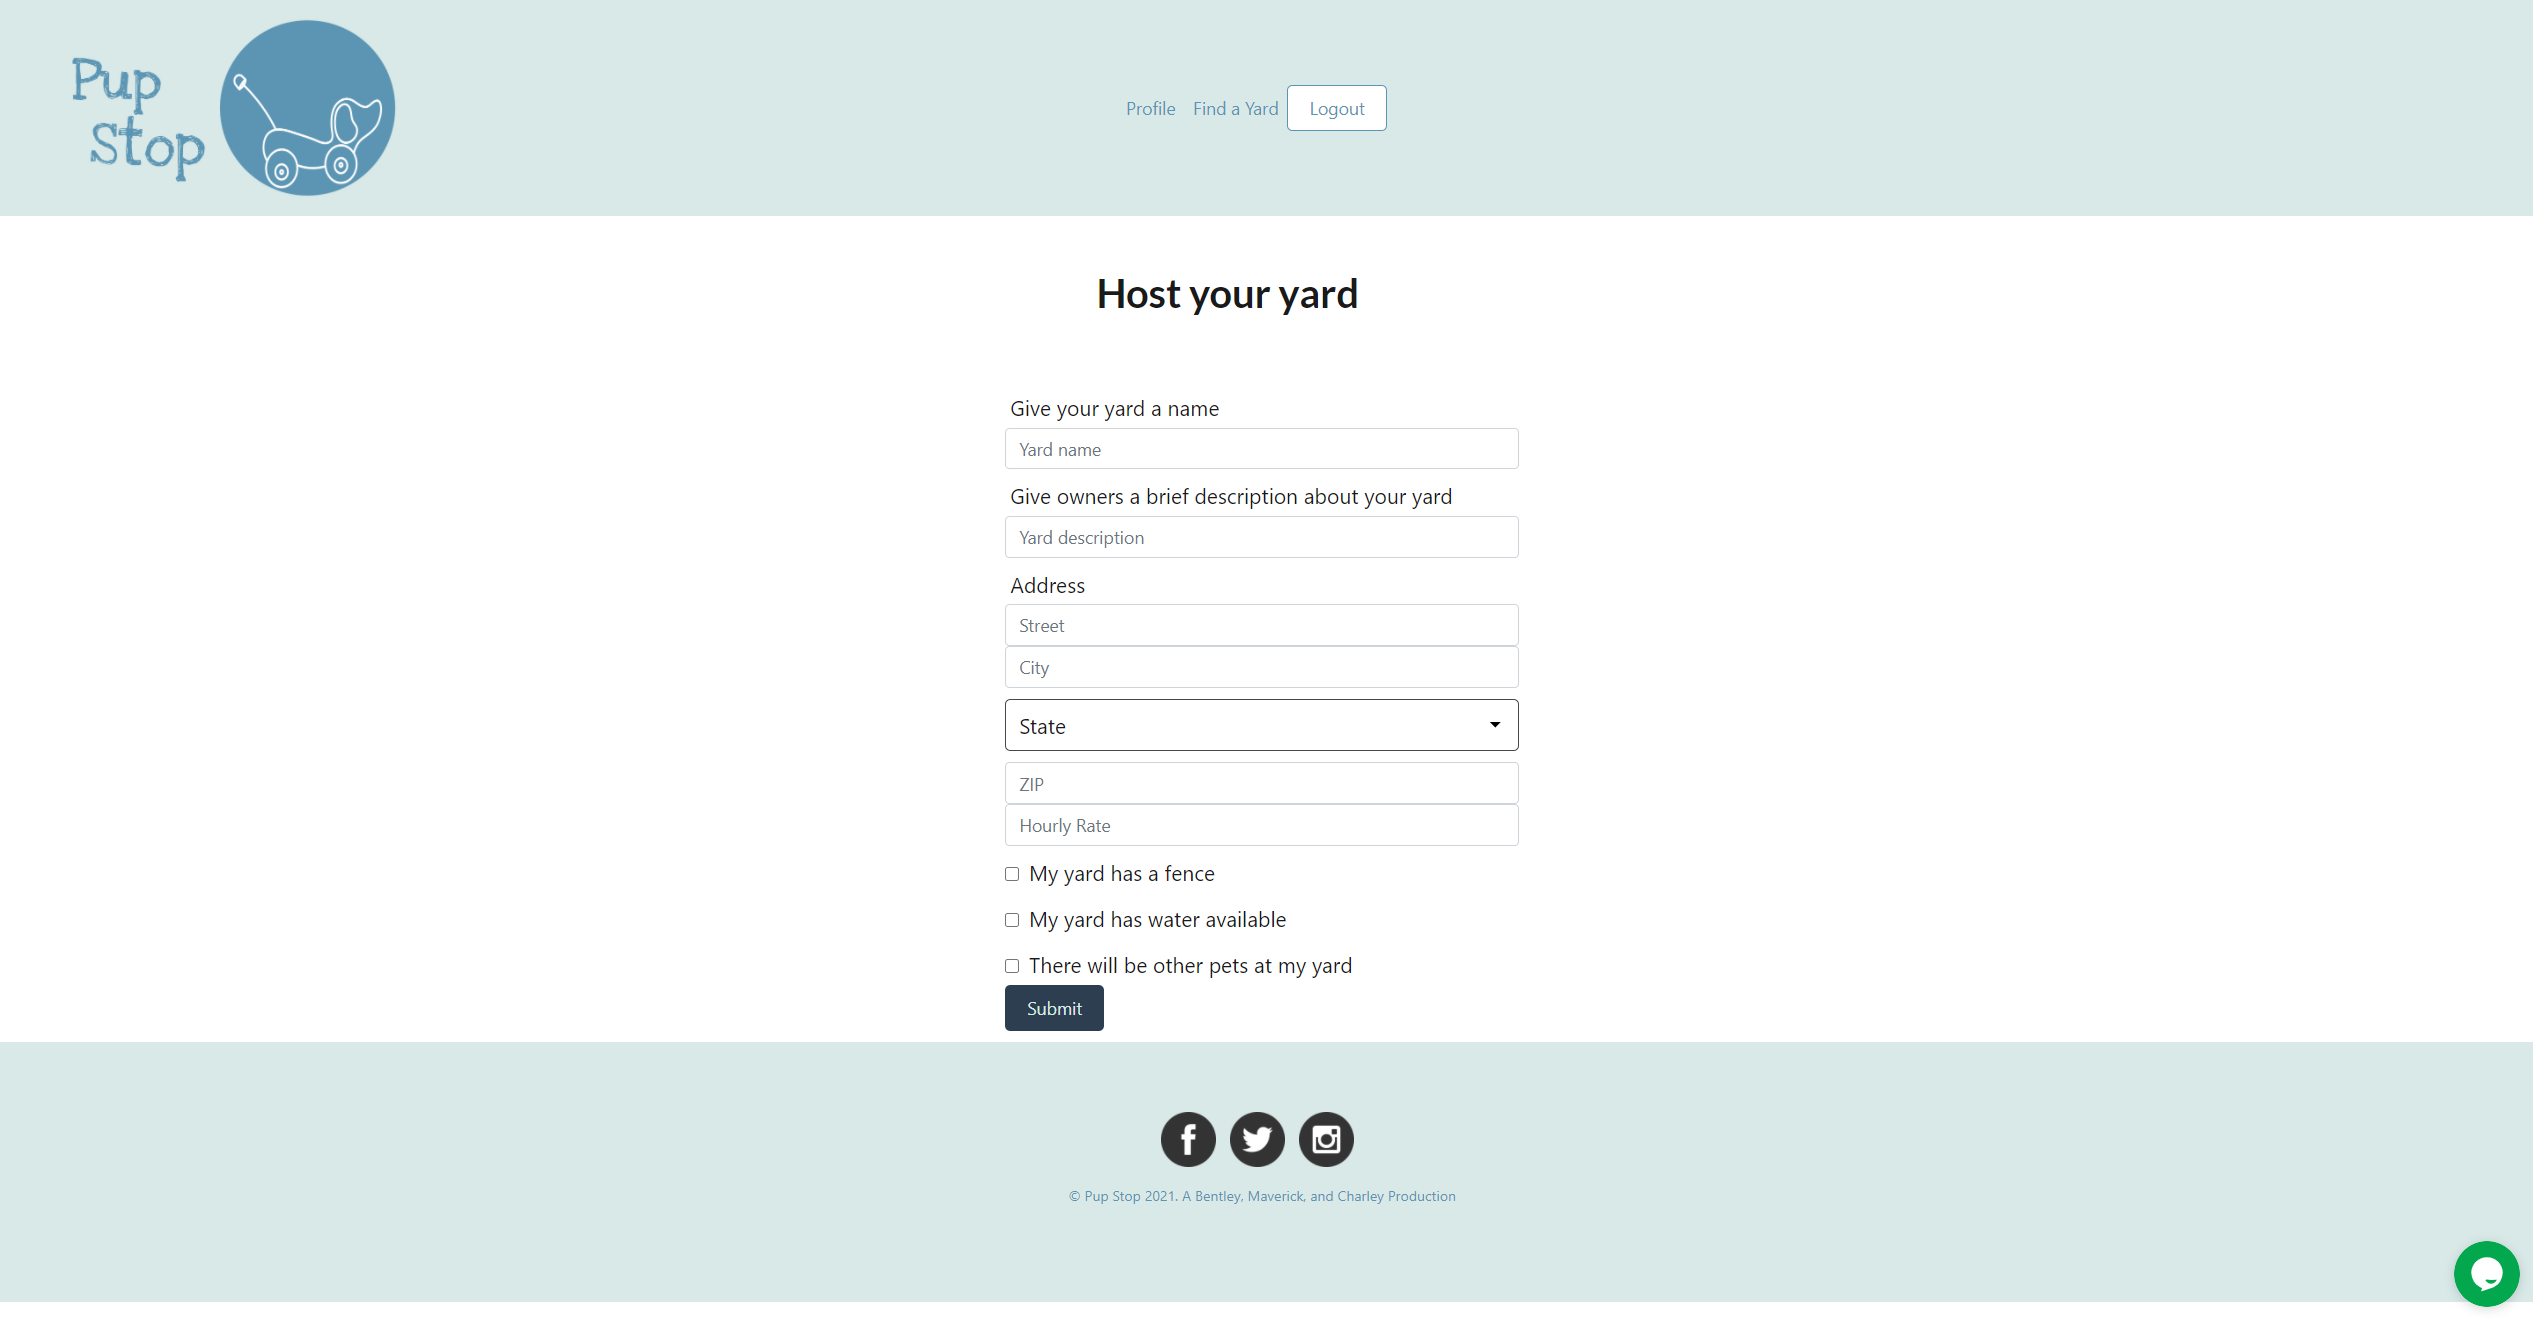 Pup
Stop
Profile Find a Yard Logout
Host your yard
Give your yard a name
Yard name
Give owners a brief description about your yard
Yard description
Address
Street
City
State
ZIP
Hourly Rate
My yard has a fence
My yard has water available
There will be other pets at my yard
Submit
© Pup Stop 2021. A Bentley, Maverick, and Charley Production